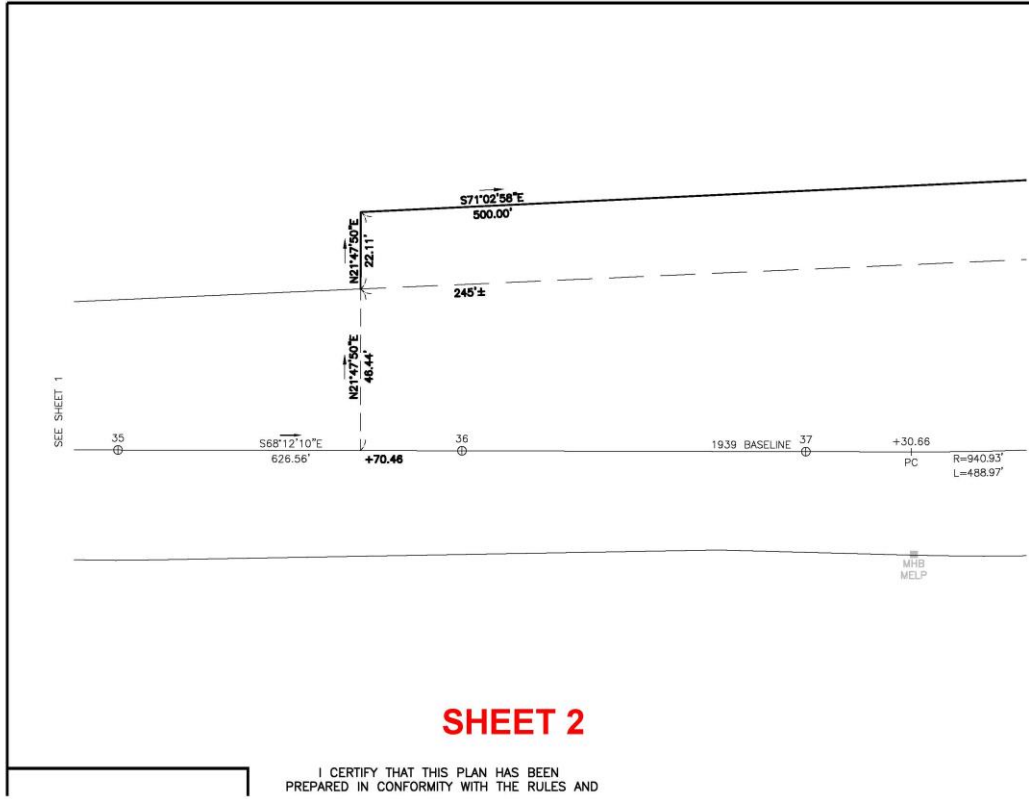 S71°02'58"E
500.00'
N21°47'50"E
22.11'
245'±
N21°47'50"E
46.44'
SEE SHEET 1
35
S68°12'10"E
626.56'
+70.46
36
1939 BASELINE
37
+30.66
PC
R=940.93'
L=488.97'
MHB
MELP
SHEET 2
I CERTIFY THAT THIS PLAN HAS BEEN
PREPARED IN CONFORMITY WITH THE RULES AND